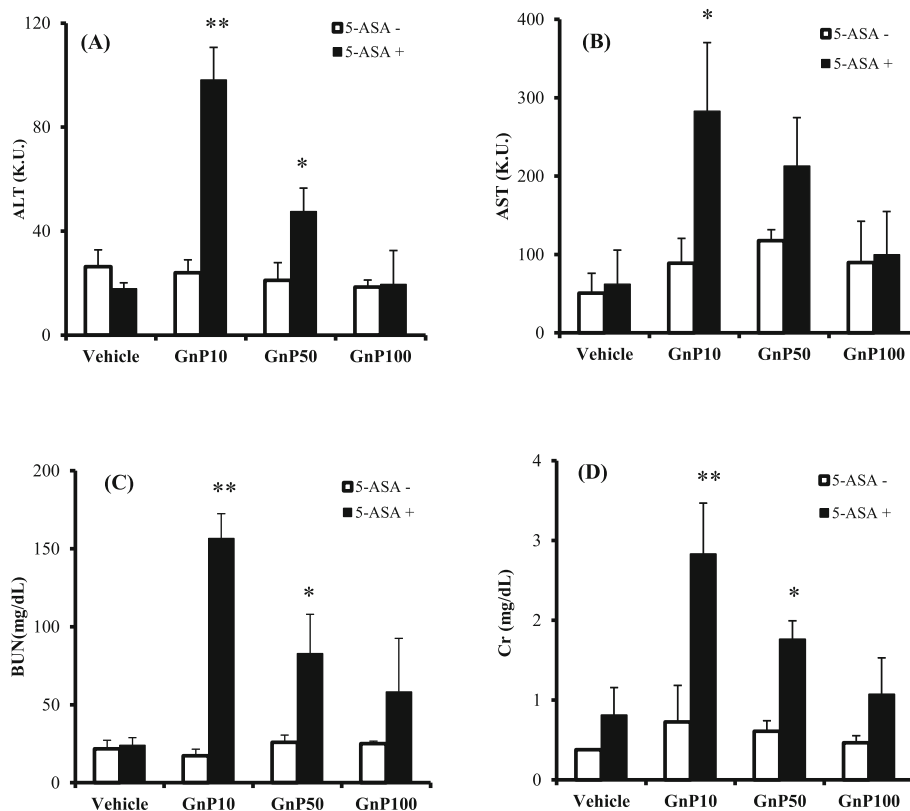 (A)
5-ASA -
5-ASA +
ALT (K.U.)
120
80
40
0
**
*
Vehicle GnP10 GnP50 GnP100
(B)
5-ASA -
5-ASA +
AST (K.U.)
400
300
200
100
0
*
Vehicle GnP10 GnP50 GnP100
(C)
5-ASA -
5-ASA +
BUN(mg/dL)
200
150
100
50
0
**
*
Vehicle GnP10 GnP50 GnP100
(D)
5-ASA -
5-ASA +
Cr (mg/dL)
4
3
2
1
0
**
*
Vehicle GnP10 GnP50 GnP100